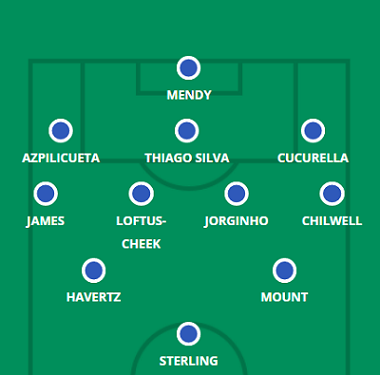 MENDY
AZPILICUETA THIAGO SILVA CUCURELLA
JAMES LOFTUS- JORGINHO CHILWELL
CHEEK
HAVERTZ MOUNT
STERLING